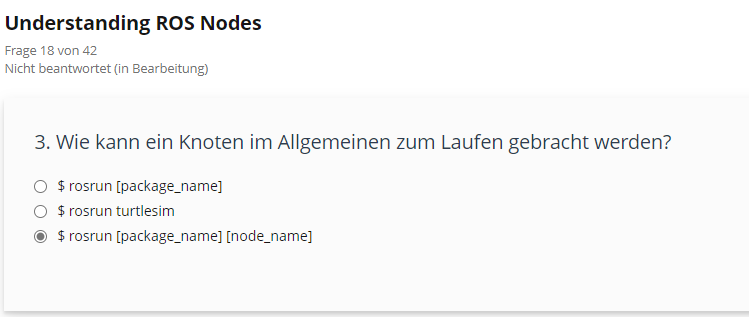 Understanding ROS Nodes
Frage 18 von 42
Nicht beantwortet (in Bearbeitung)
3. Wie kann ein Knoten im Allgemeinen zum Laufen gebracht werden?
$ rosrun [package_name]
$ rosrun turtlesim
$ rosrun [package_name] [node_name]